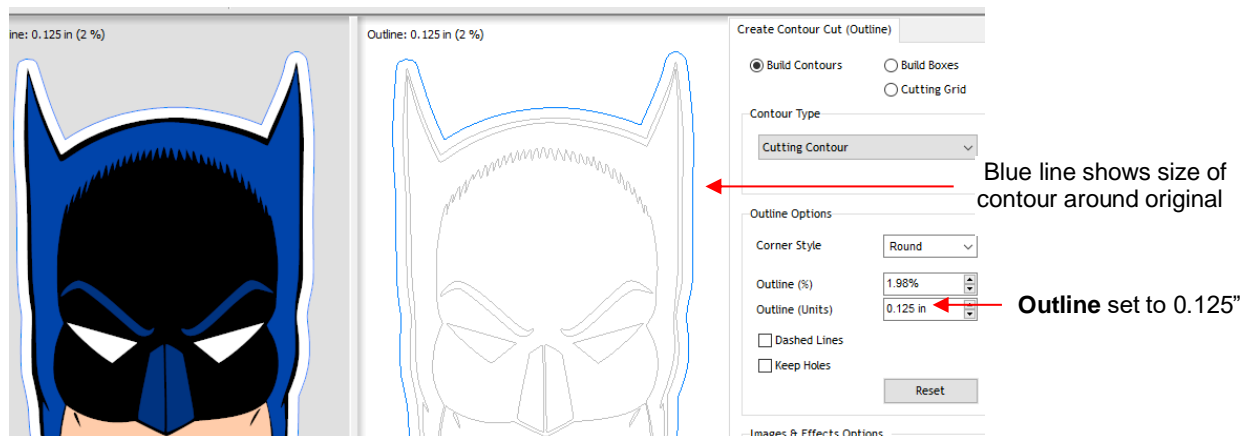 ine: 0.125 in (2 %)
Outline: 0.125 in (2 %)
Create Contour Cut (Outline)
Build Contours
Build Boxes
Cutting Grid
Contour Type
Cutting Contour
Blue line shows size of
contour around original
Outline Options
Corner Style
Round
Outline (%)
1.98%
Outline (Units)
0.125 in
Outline set to 0.125”
Dashed Lines
Keep Holes
Reset
Images & Effects Options